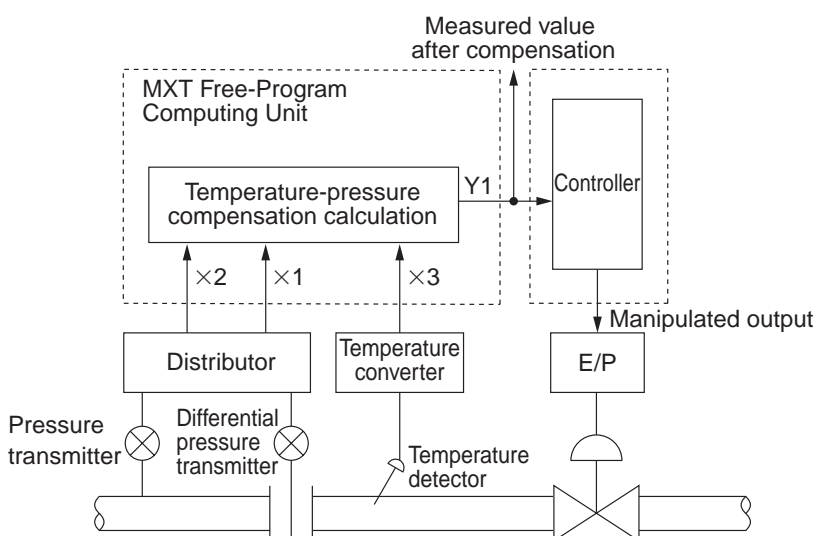 Measured value
after compensation
MXT Free-Program
Computing Unit
Temperature-pressure
compensation calculation
Y1
Controller
×2
×1
×3
Manipulated output
Distributor
Temperature
converter
E/P
Pressure
transmitter
Differential
pressure
transmitter
Temperature
detector